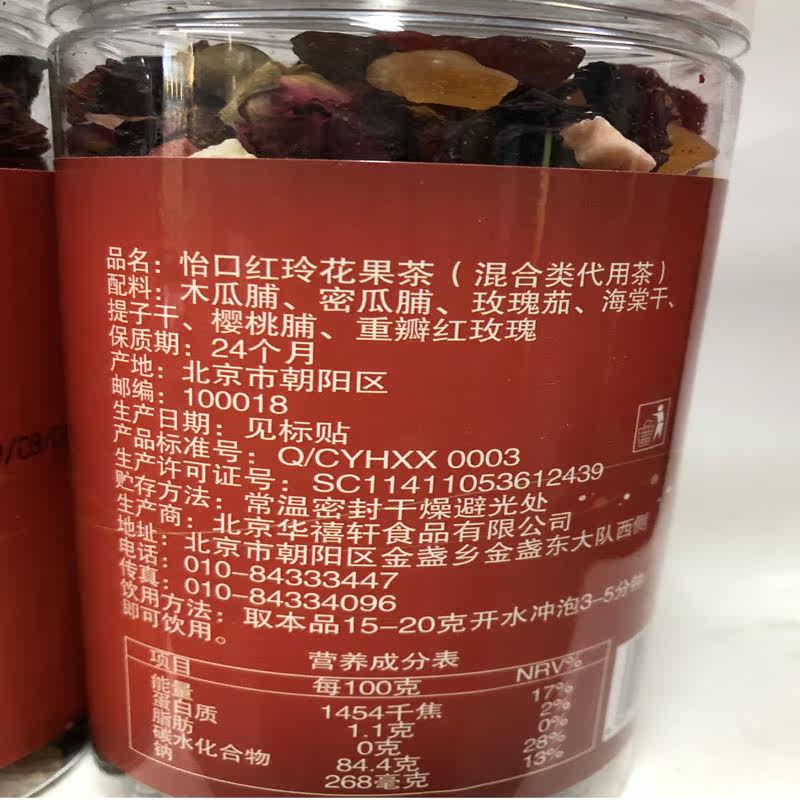 品名：怡口红玲花果茶（混合类代用茶）
配料：木瓜脯、密瓜脯、玫瑰茄、海棠干、
提子干、樱桃脯、重瓣红玫瑰
保质期：24个月
产地：北京市朝阳区
邮编：100018
生产日期：见标贴
产品标准号：Q/CYHXX 0003
生产许可证号：SC11411053612439
贮存方法：常温密封干燥避光处
生产商：北京华禧轩食品有限公司
地址：北京市朝阳区金盏乡金盏东大队西侧
电话：010-84333447
传真：010-84334096
饮用方法：取本品15-20克开水冲泡3-5分钟
即可饮用。
营养成分表
项目 每100克 NRV%
能量 1454千焦 17%
蛋白质 1.1克 2%
脂肪 0克 0%
碳水化合物 84.4克 28%
钠 268毫克 13%